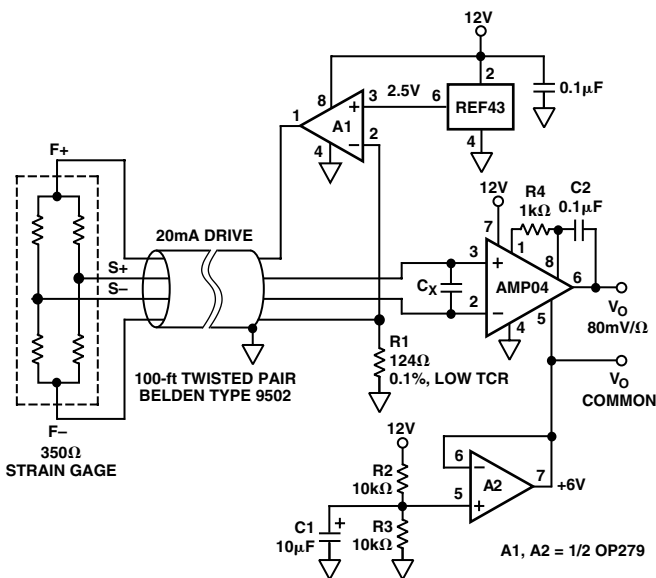 12V
2
REF43
6
4
0.1µF
2.5V
8
3
+
A1
1
2
−
4
F+
20mA DRIVE
S+
S−
F−
350Ω
STRAIN GAGE
100-ft TWISTED PAIR
BELDEN TYPE 9502
R1
124Ω
0.1%, LOW TCR
CX
12V
7
R4
1kΩ
C2
0.1µF
1
8
3
+
AMP04
6
2
−
5
4
VO
80mV/Ω
VO
COMMON
12V
R2
10kΩ
6
−
A2
7
+6V
5
+
C1
10µF
+
R3
10kΩ
A1, A2 = 1/2 OP279